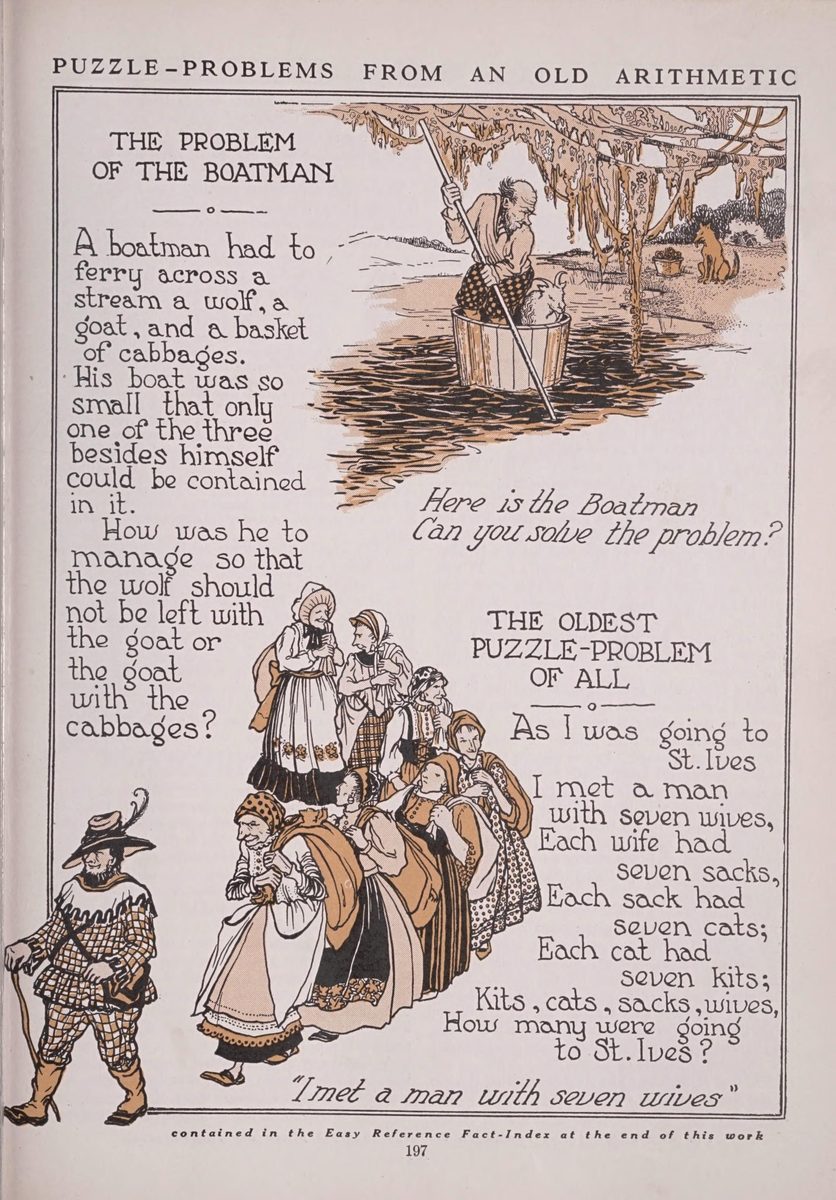 PUZZLE-PROBLEMS FROM AN OLD ARITHMETIC
THE PROBLEM
OF THE BOATMAN
A boatman had to
ferry across a
stream a wolf, a
goat, and a basket
of cabbages.
His boat was so
small that only
one of the three
besides himself
could be contained
in it.
How was he to
manage so that
the wolf should
not be left with
the goat or
the goat
with the
cabbages?
Here is the Boatman
Can you solve the problem?
THE OLDEST
PUZZLE-PROBLEM
OF ALL
As I was going to
St. Ives
I met a man
with seven wives,
Each wife had
seven sacks,
Each sack had
seven cats;
Each cat had
seven kits;
Kits, cats, sacks, wives,
How many were going
to St. Ives?
"I met a man with seven wives"
contained in the Easy Reference Fact-Index at the end of this work
197